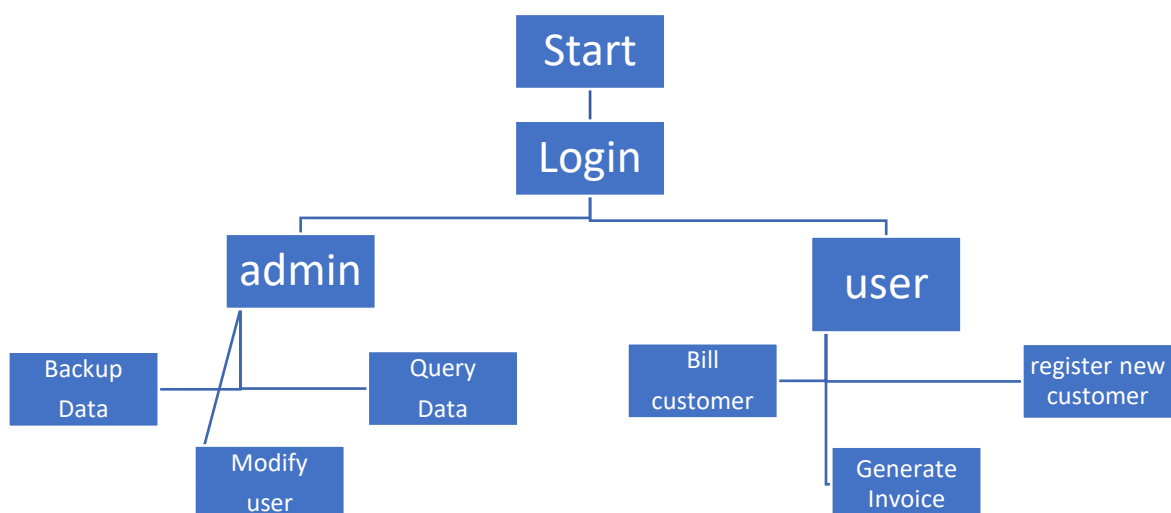 Start
Login
admin
user
Backup
Data
Query
Data
Modify
user
Bill
customer
register new
customer
Generate
Invoice